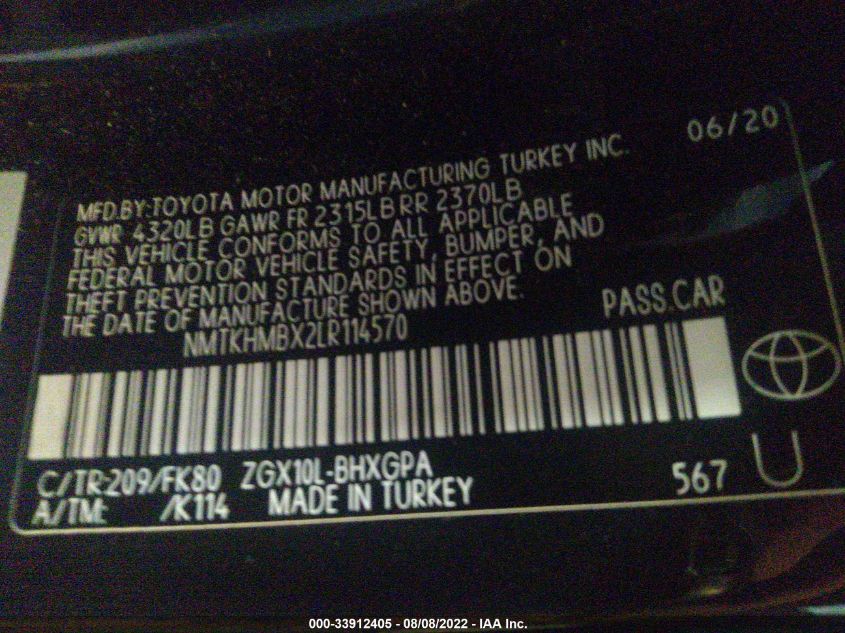 06/20
MFD.BY:TOYOTA MOTOR MANUFACTURING TURKEY INC.
GVWR 4320LB GAWR FR 2315LB RR 2370LB
THIS VEHICLE CONFORMS TO ALL APPLICABLE
FEDERAL MOTOR VEHICLE SAFETY, BUMPER, AND
THEFT PREVENTION STANDARDS IN EFFECT ON
THE DATE OF MANUFACTURE SHOWN ABOVE.
PASS.CAR
NMTKHMBX2LR114570
C/TR:209/FK80 ZGX10L-BHXGPA
A/TM: /K114 MADE IN TURKEY
567
U
000-33912405 - 08/08/2022 - IAA Inc.